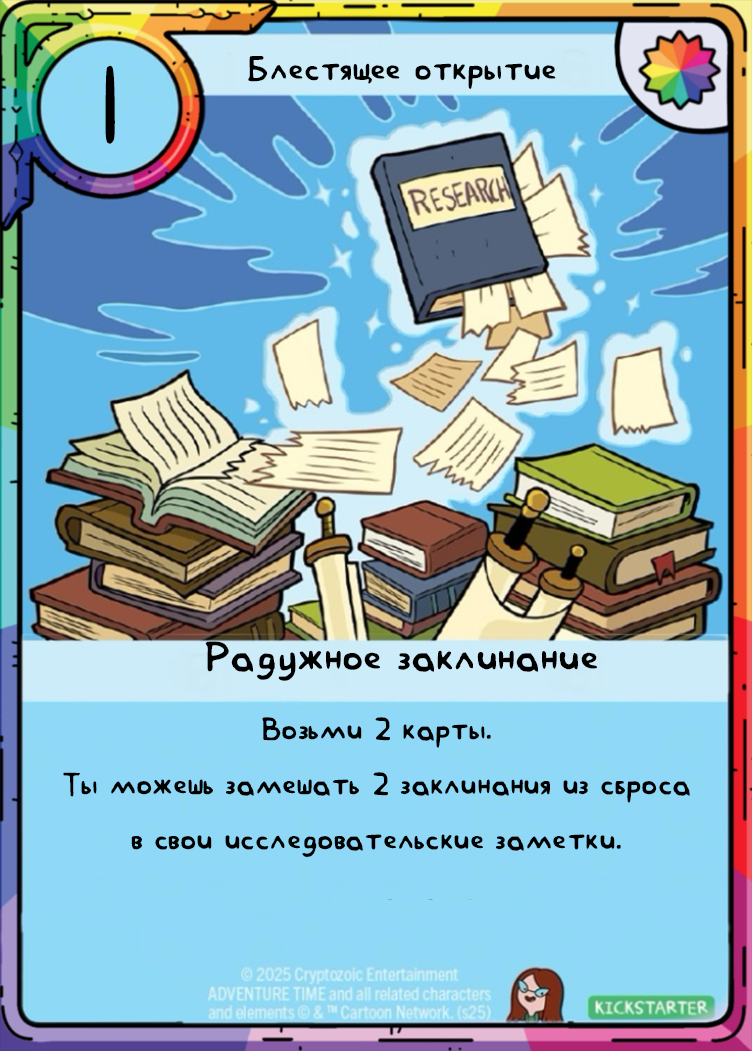 1
Блестящее открытие
RESEARCH
Радужное заклинание
Возьми 2 карты.
Ты можешь замешать 2 заклинания из сброса
в свои исследовательские заметки.
© 2025 Cryptozoic Entertainment
ADVENTURE TIME and all related characters
and elements © & ™ Cartoon Network. (s25)
KICKSTARTER